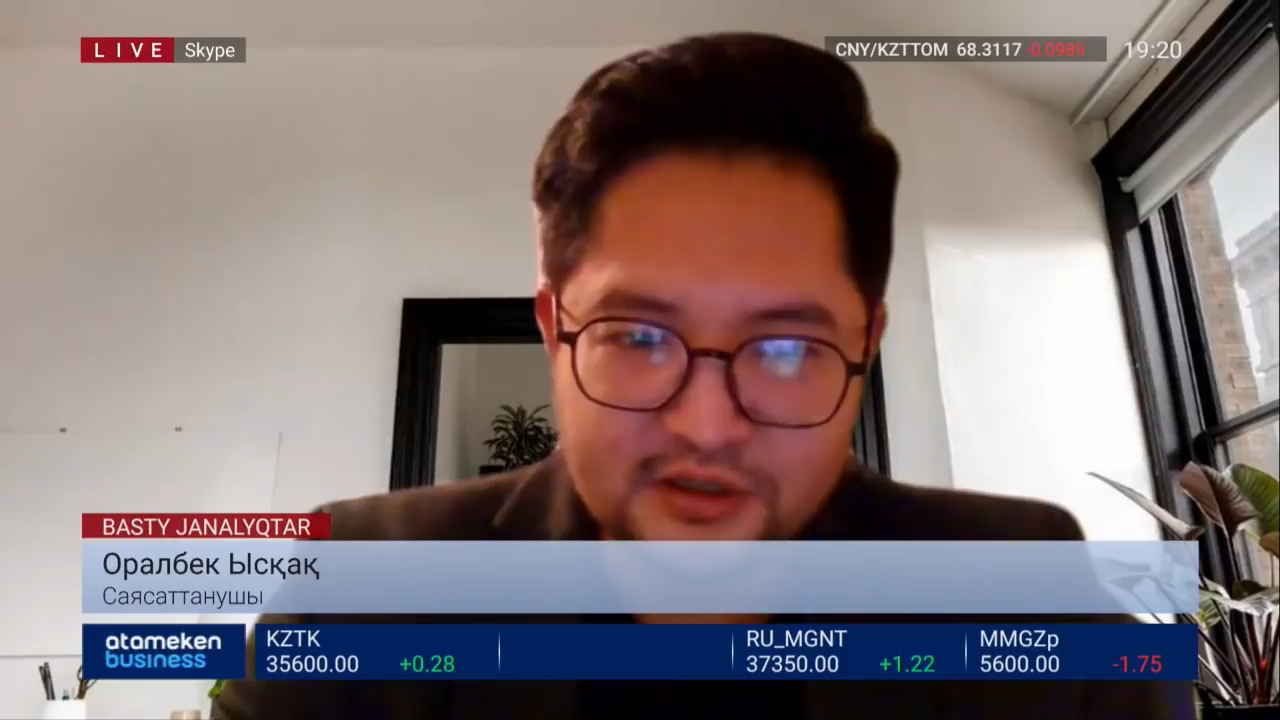 LIVE Skype
CNY/KZTTOM 68.3117 -0.0989
19:20
BASTY JANALYQTAR
Оралбек Ысқақ
Саясаттанушы
atameken
business
KZTK
35600.00 +0.28
RU_MGNT
37350.00 +1.22
MMGZp
5600.00 -1.75